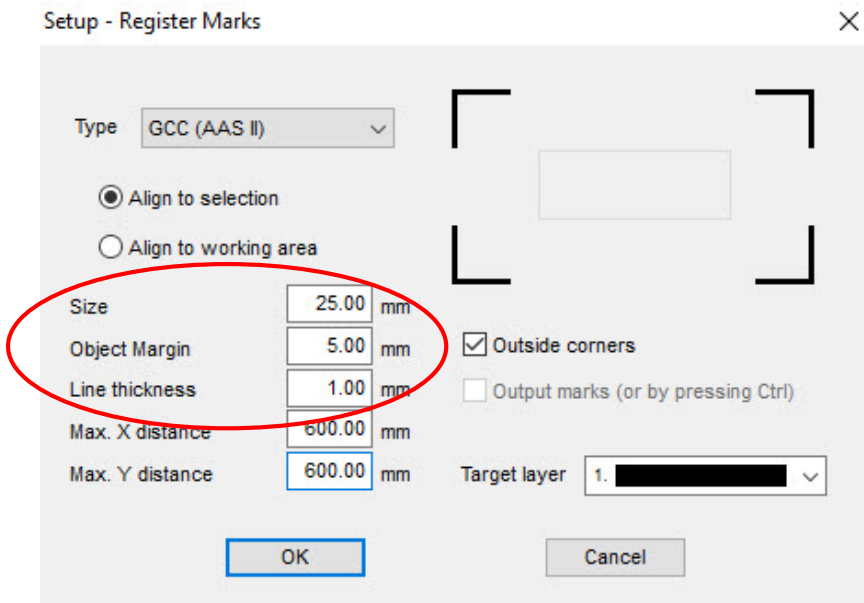 Setup - Register Marks
Type GCC (AAS II)
Align to selection
Align to working area
Size 25.00 mm
Object Margin 5.00 mm
Line thickness 1.00 mm
Max. X distance 600.00 mm
Max. Y distance 600.00 mm
Outside corners
Output marks (or by pressing Ctrl)
Target layer 1.
OK Cancel